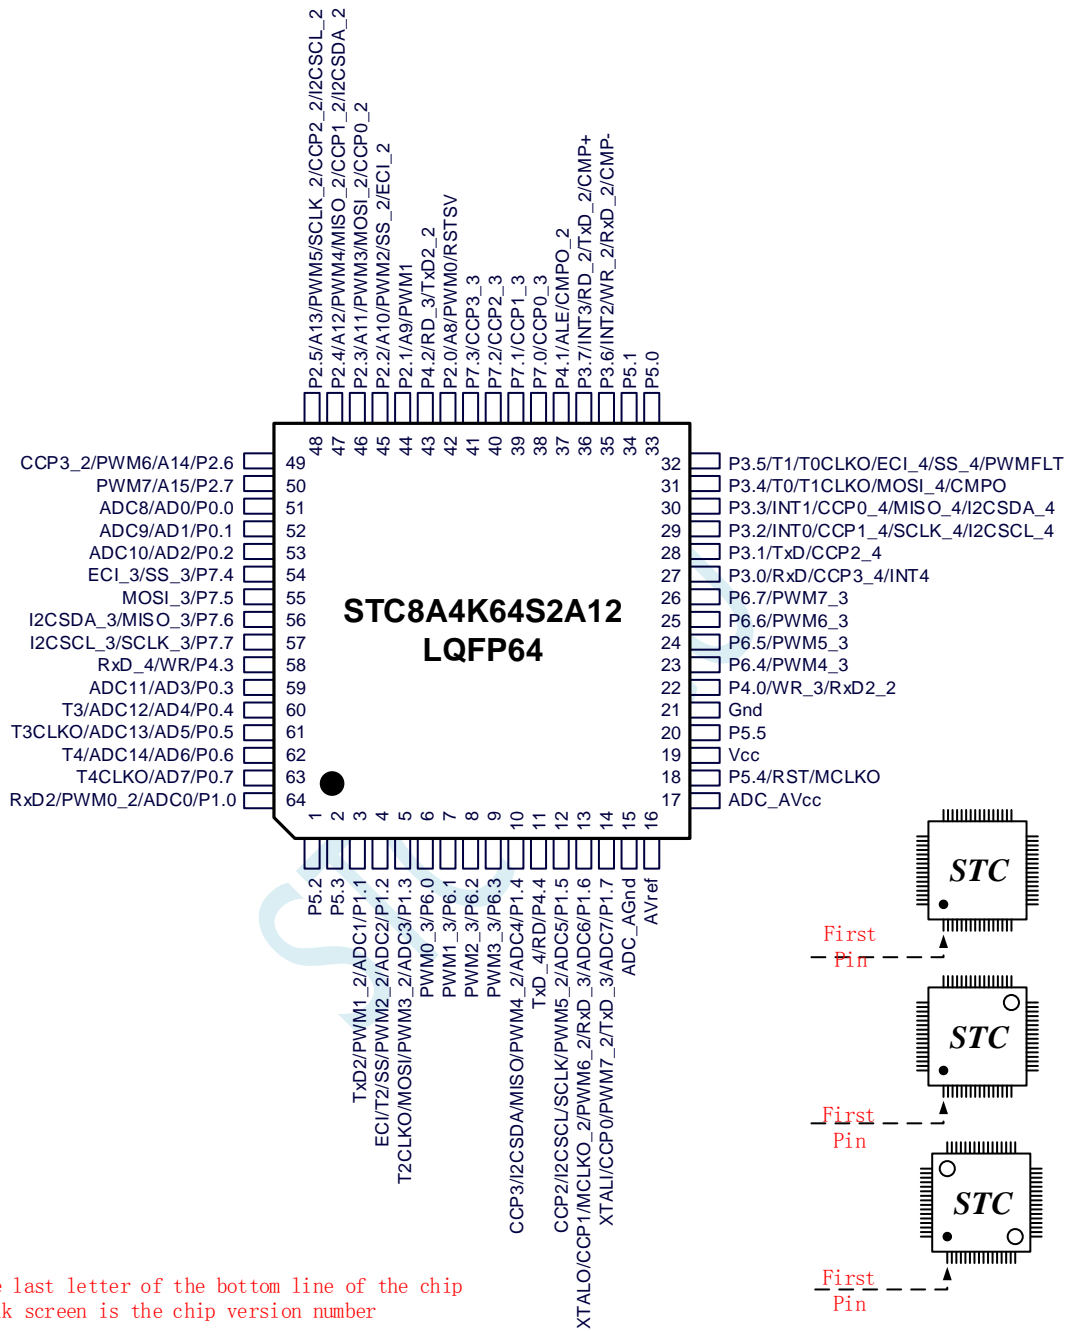 P2.5/A13/PWM5/SCLK_2/CCP2_2/I2CSCL_2
P2.4/A12/PWM4/MISO_2/CCP1_2/I2CSDA_2
P2.3/A11/PWM3/MOSI_2/CCP0_2
P2.2/A10/PWM2/SS_2/ECI_2
P2.1/A9/PWM1
P4.2/RD_3/TxD2_2
P2.0/A8/PWM0/RSTSV
P7.3/CCP3_3
P7.2/CCP2_3
P7.1/CCP1_3
P7.0/CCP0_3
P4.1/ALE/CMPO_2
P3.7/INT3/RD_2/TxD_2/CMP+
P3.6/INT2/WR_2/RxD_2/CMP-
P5.1
P5.0
48 47 46 45 44 43 42 41 40 39 38 37 36 35 34 33
CCP3_2/PWM6/A14/P2.6 49
PWM7/A15/P2.7 50
ADC8/AD0/P0.0 51
ADC9/AD1/P0.1 52
ADC10/AD2/P0.2 53
ECI_3/SS_3/P7.4 54
MOSI_3/P7.5 55
I2CSDA_3/MISO_3/P7.6 56
I2CSCL_3/SCLK_3/P7.7 57
RxD_4/WR/P4.3 58
ADC11/AD3/P0.3 59
T3/ADC12/AD4/P0.4 60
T3CLKO/ADC13/AD5/P0.5 61
T4/ADC14/AD6/P0.6 62
T4CLKO/AD7/P0.7 63
RxD2/PWM0_2/ADC0/P1.0 64
STC8A4K64S2A12
LQFP64
32 P3.5/T1/T0CLKO/ECI_4/SS_4/PWMFLT
31 P3.4/T0/T1CLKO/MOSI_4/CMPO
30 P3.3/INT1/CCP0_4/MISO_4/I2CSDA_4
29 P3.2/INT0/CCP1_4/SCLK_4/I2CSCL_4
28 P3.1/TxD/CCP2_4
27 P3.0/RxD/CCP3_4/INT4
26 P6.7/PWM7_3
25 P6.6/PWM6_3
24 P6.5/PWM5_3
23 P6.4/PWM4_3
22 P4.0/WR_3/RxD2_2
21 Gnd
20 P5.5
19 Vcc
18 P5.4/RST/MCLKO
17 ADC_AVcc
1 2 3 4 5 6 7 8 9 10 11 12 13 14 15 16
P5.2
P5.3
TxD2/PWM1_2/ADC1/P1.1
ECI/T2/SS/PWM2_2/ADC2/P1.2
T2CLKO/MOSI/PWM3_2/ADC3/P1.3
PWM0_3/P6.0
PWM1_3/P6.1
PWM2_3/P6.2
PWM3_3/P6.3
CCP3/I2CSDA/MISO/PWM4_2/ADC4/P1.4
TxD_4/RD/P4.4
CCP2/I2CSCL/SCLK/PWM5_2/ADC5/P1.5
XTALO/CCP1/MCLKO_2/PWM6_2/RxD_3/ADC6/P1.6
XTALI/CCP0/PWM7_2/TxD_3/ADC7/P1.7
ADC_AGnd
AVref
STC
First
Pin
STC
First
Pin
STC
First
Pin
last letter of the bottom line of the chip
screen is the chip version number